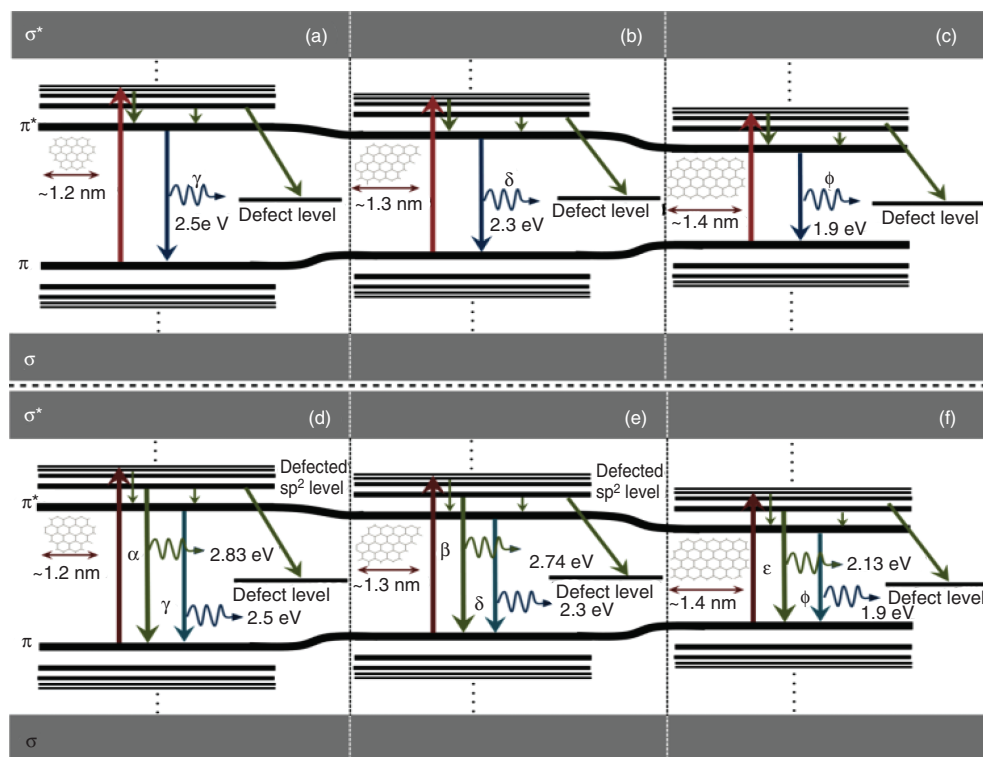 σ* (a) (b) (c)
π*
~1.2 nm
γ
2.5e V
Defect level
~1.3 nm
δ
2.3 eV
Defect level
~1.4 nm
ϕ
1.9 eV
Defect level
π
σ
σ* (d) (e) (f)
Defected
sp² level
π*
~1.2 nm
α
2.83 eV
γ
2.5 eV
Defect level
Defected
sp² level
~1.3 nm
β
2.74 eV
δ
2.3 eV
Defect level
~1.4 nm
ε
2.13 eV
ϕ
1.9 eV
Defect level
π
σ